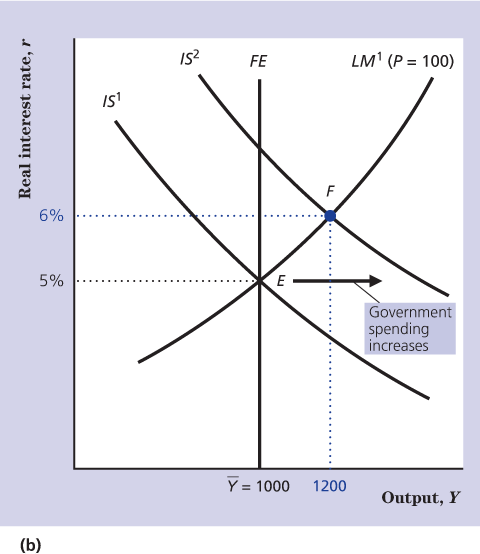 IS²
FE
LM¹ (P = 100)
IS¹
Real interest rate, r
F
6%
5%
E
Government
spending
increases
Y̅ = 1000
1200
Output, Y
(b)